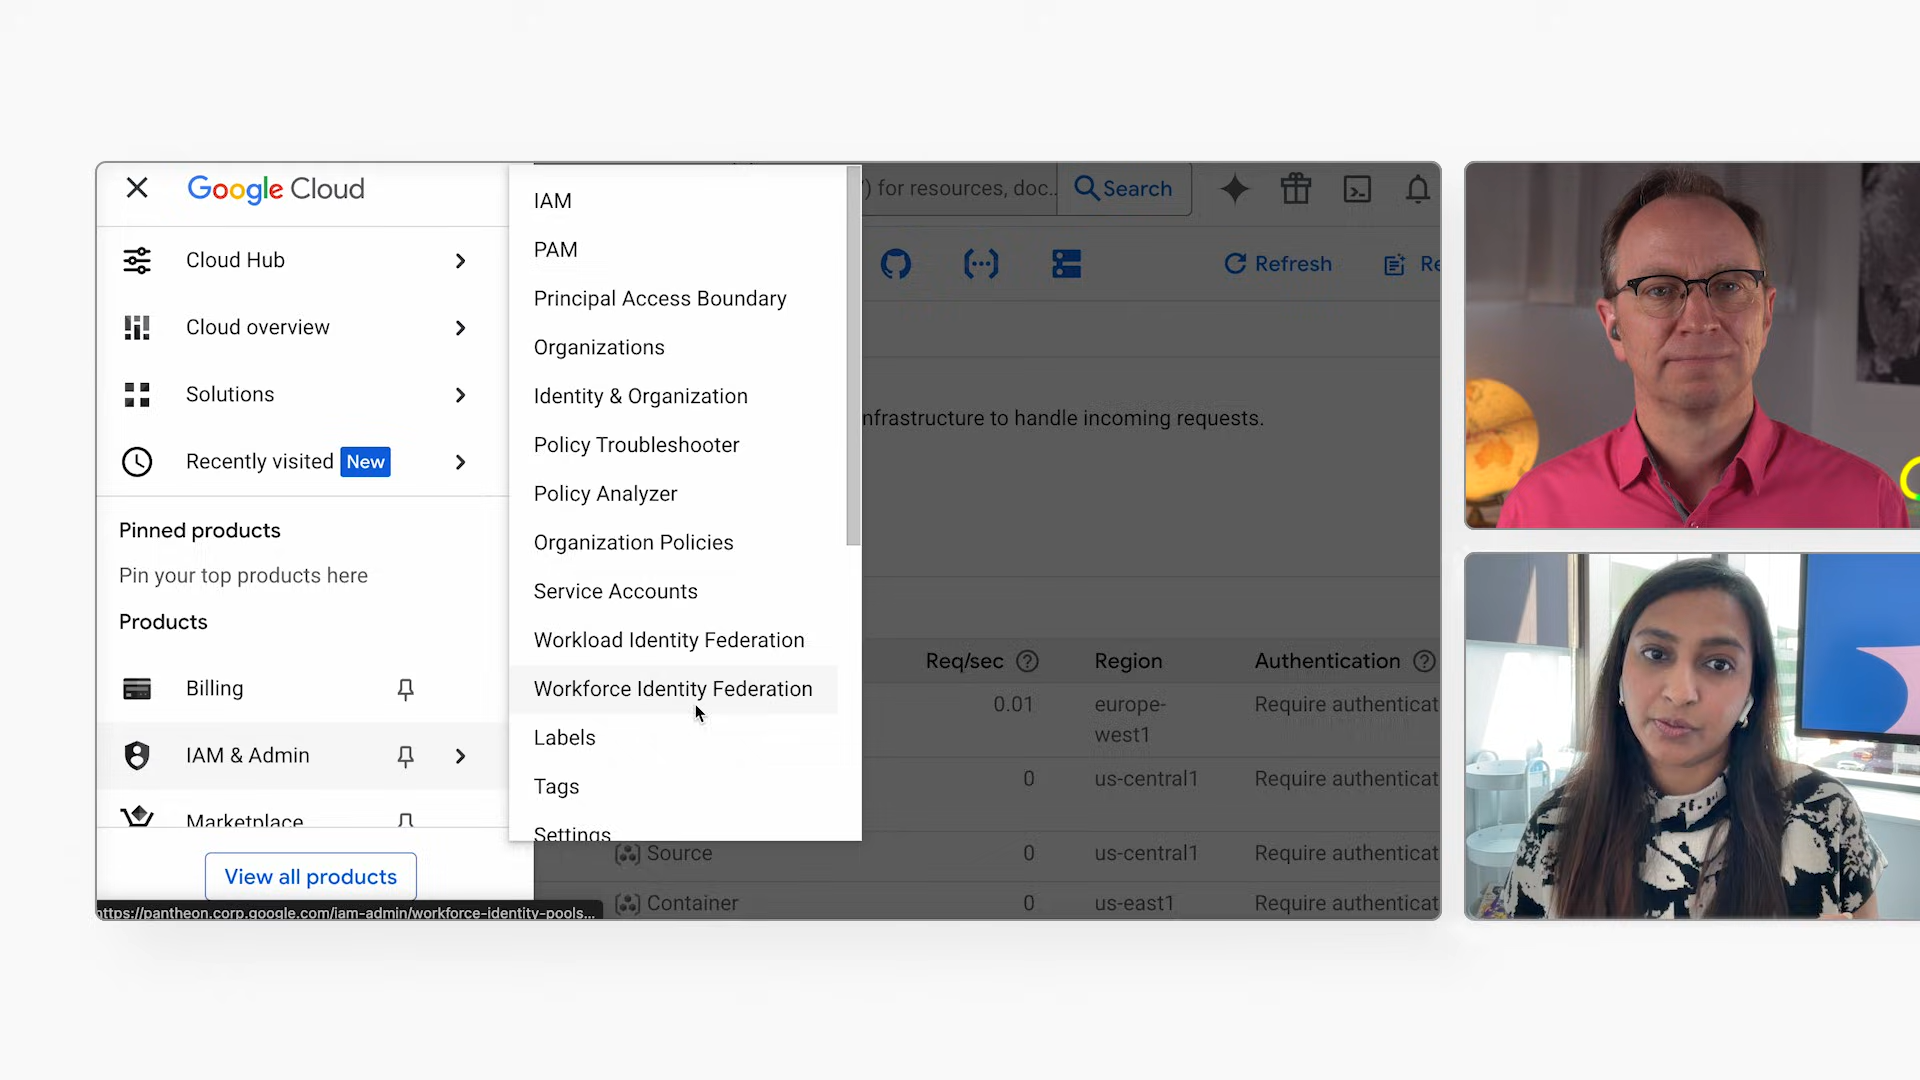 Google Cloud
Cloud Hub
Cloud overview
Solutions
Recently visited New
Pinned products
Pin your top products here
Products
Billing
IAM & Admin
Marketplace
View all products
https://pantheon.corp.google.com/iam-admin/workforce-identity-pools...
IAM
PAM
Principal Access Boundary
Organizations
Identity & Organization
Policy Troubleshooter
Policy Analyzer
Organization Policies
Service Accounts
Workload Identity Federation
Workforce Identity Federation
Labels
Tags
Settings
) for resources, doc.. Search
Refresh Re
nfrastructure to handle incoming requests.
Req/sec Region Authentication
0.01 europe-west1 Require authenticat
0 us-central1 Require authenticat
Source 0 us-central1 Require authenticat
Container 0 us-east1 Require authenticat